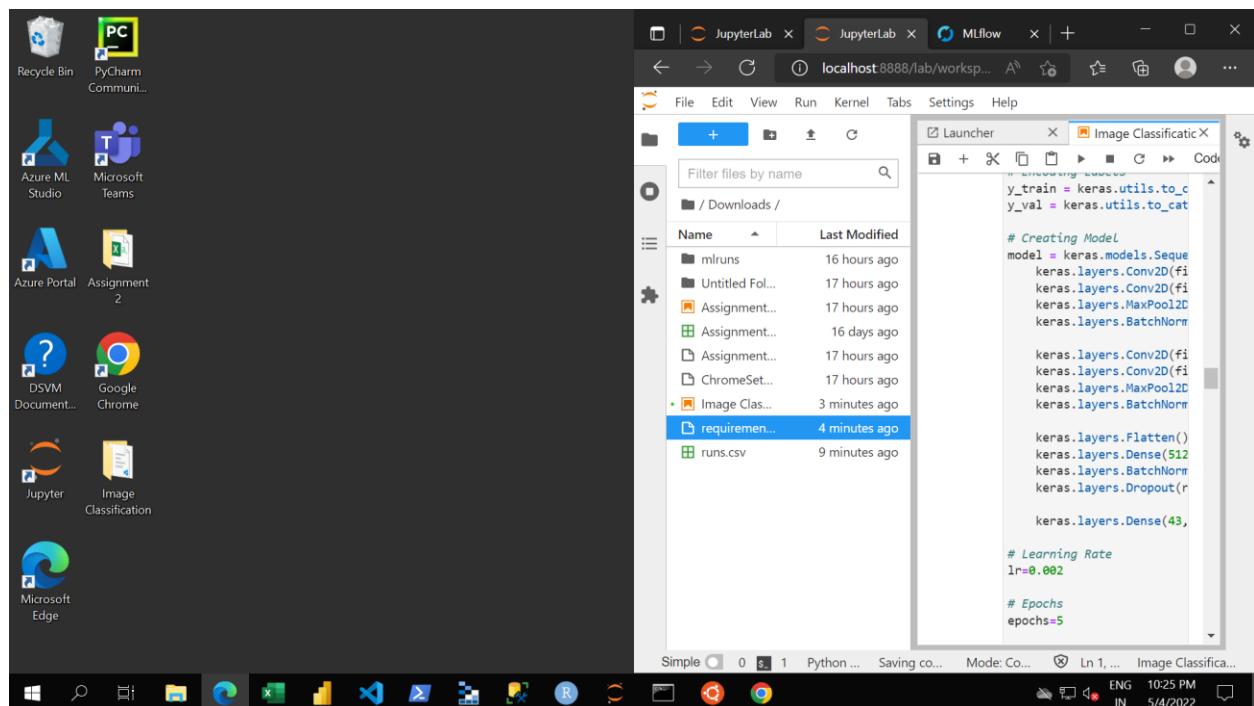 Recycle Bin
PC
PyCharm
Communi...
Azure ML
Studio
Microsoft
Teams
Azure Portal
Assignment
2
DSVM
Document...
Google
Chrome
Jupyter
Image
Classification
Microsoft
Edge
JupyterLab
JupyterLab
MLflow
localhost:8888/lab/worksp...
File Edit View Run Kernel Tabs Settings Help
Filter files by name
/ Downloads /
Name Last Modified
mlruns 16 hours ago
Untitled Fol... 17 hours ago
Assignment... 17 hours ago
Assignment... 16 days ago
Assignment... 17 hours ago
ChromeSet... 17 hours ago
Image Clas... 3 minutes ago
requiremen... 4 minutes ago
runs.csv 9 minutes ago
Launcher
Image Classificatic
Code
# Encoding Labels
y_train = keras.utils.to_c
y_val = keras.utils.to_cat
# Creating Model
model = keras.models.Seque
keras.layers.Conv2D(fi
keras.layers.Conv2D(fi
keras.layers.MaxPool2D
keras.layers.BatchNorm
keras.layers.Conv2D(fi
keras.layers.Conv2D(fi
keras.layers.MaxPool2D
keras.layers.BatchNorm
keras.layers.Flatten()
keras.layers.Dense(512
keras.layers.BatchNorm
keras.layers.Dropout(r
keras.layers.Dense(43,
# Learning Rate
lr=0.002
# Epochs
epochs=5
Simple 0 1 Python ... Saving co... Mode: Co... Ln 1, ... Image Classifica...
ENG
IN
10:25 PM
5/4/2022